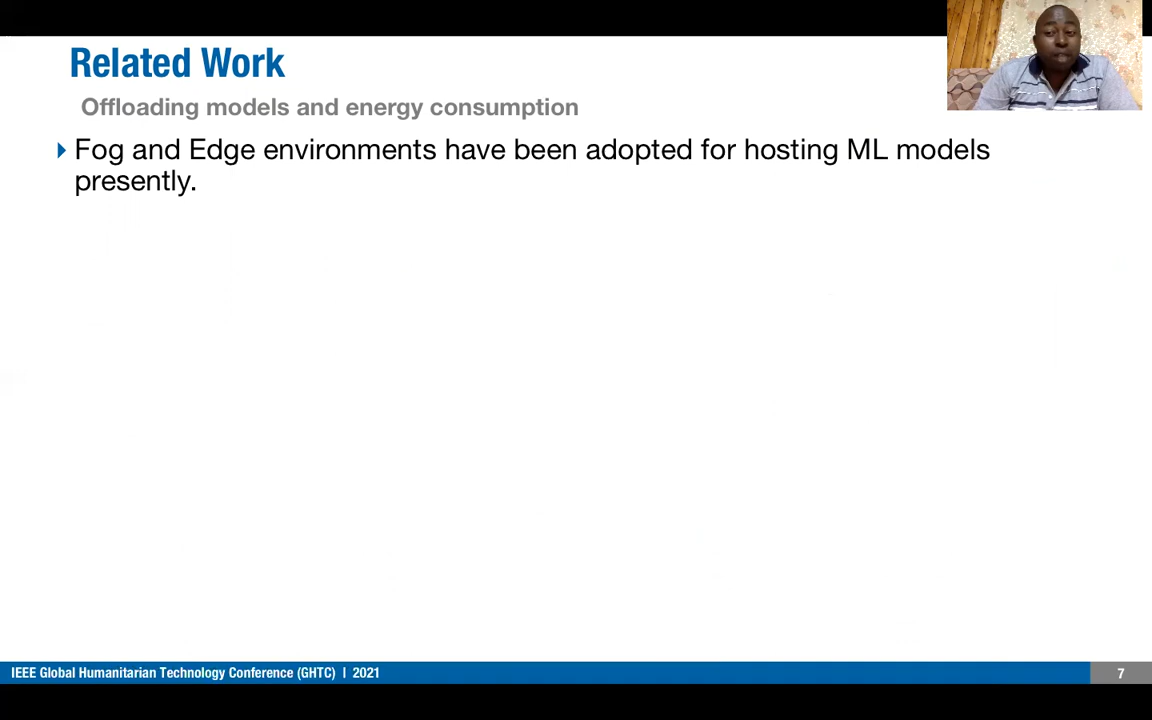 Related Work
Offloading models and energy consumption
Fog and Edge environments have been adopted for hosting ML models
presently.
IEEE Global Humanitarian Technology Conference (GHTC) | 2021
7